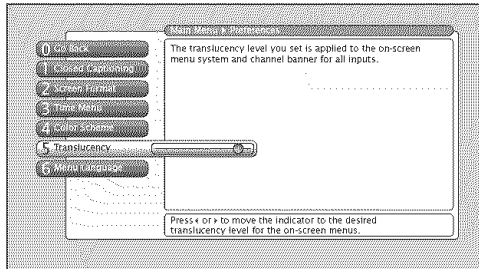 Main Menu ▸ Preferences
0 Go Back
1 Closed Captioning
2 Screen Format
3 Time Menu
4 Color Scheme
5 Translucency
6 Menu Language
The translucency level you set is applied to the on-screen
menu system and channel banner for all inputs.
Press ◂ or ▸ to move the indicator to the desired
translucency level for the on-screen menus.